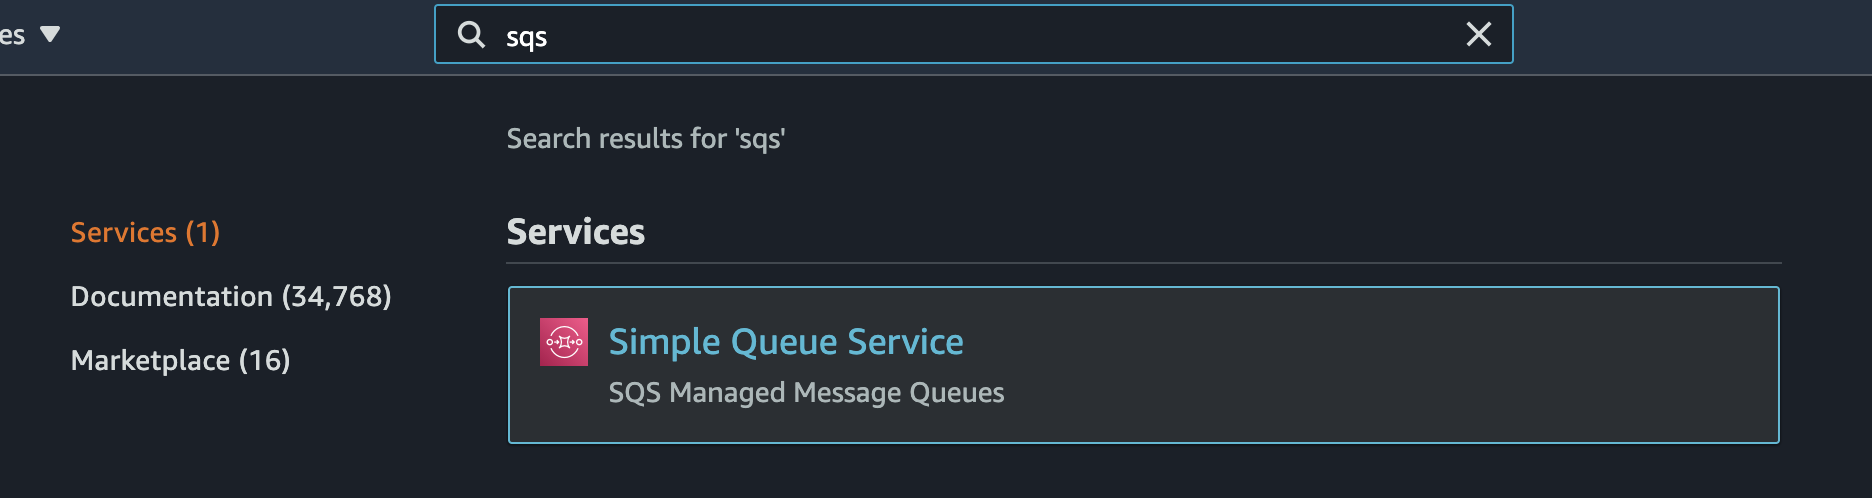 es
sqs
Search results for 'sqs'
Services (1)
Documentation (34,768)
Marketplace (16)
Services
Simple Queue Service
SQS Managed Message Queues